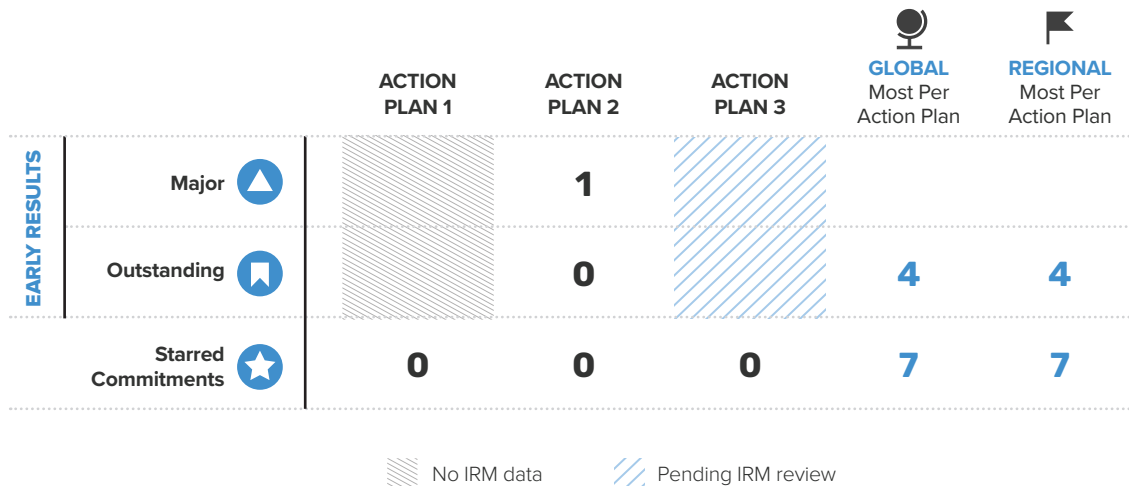 ACTION
PLAN 1
ACTION
PLAN 2
ACTION
PLAN 3
GLOBAL
Most Per
Action Plan
REGIONAL
Most Per
Action Plan
EARLY RESULTS
Major
1
Outstanding
0
4
4
Starred
Commitments
0
0
0
7
7
No IRM data
Pending IRM review